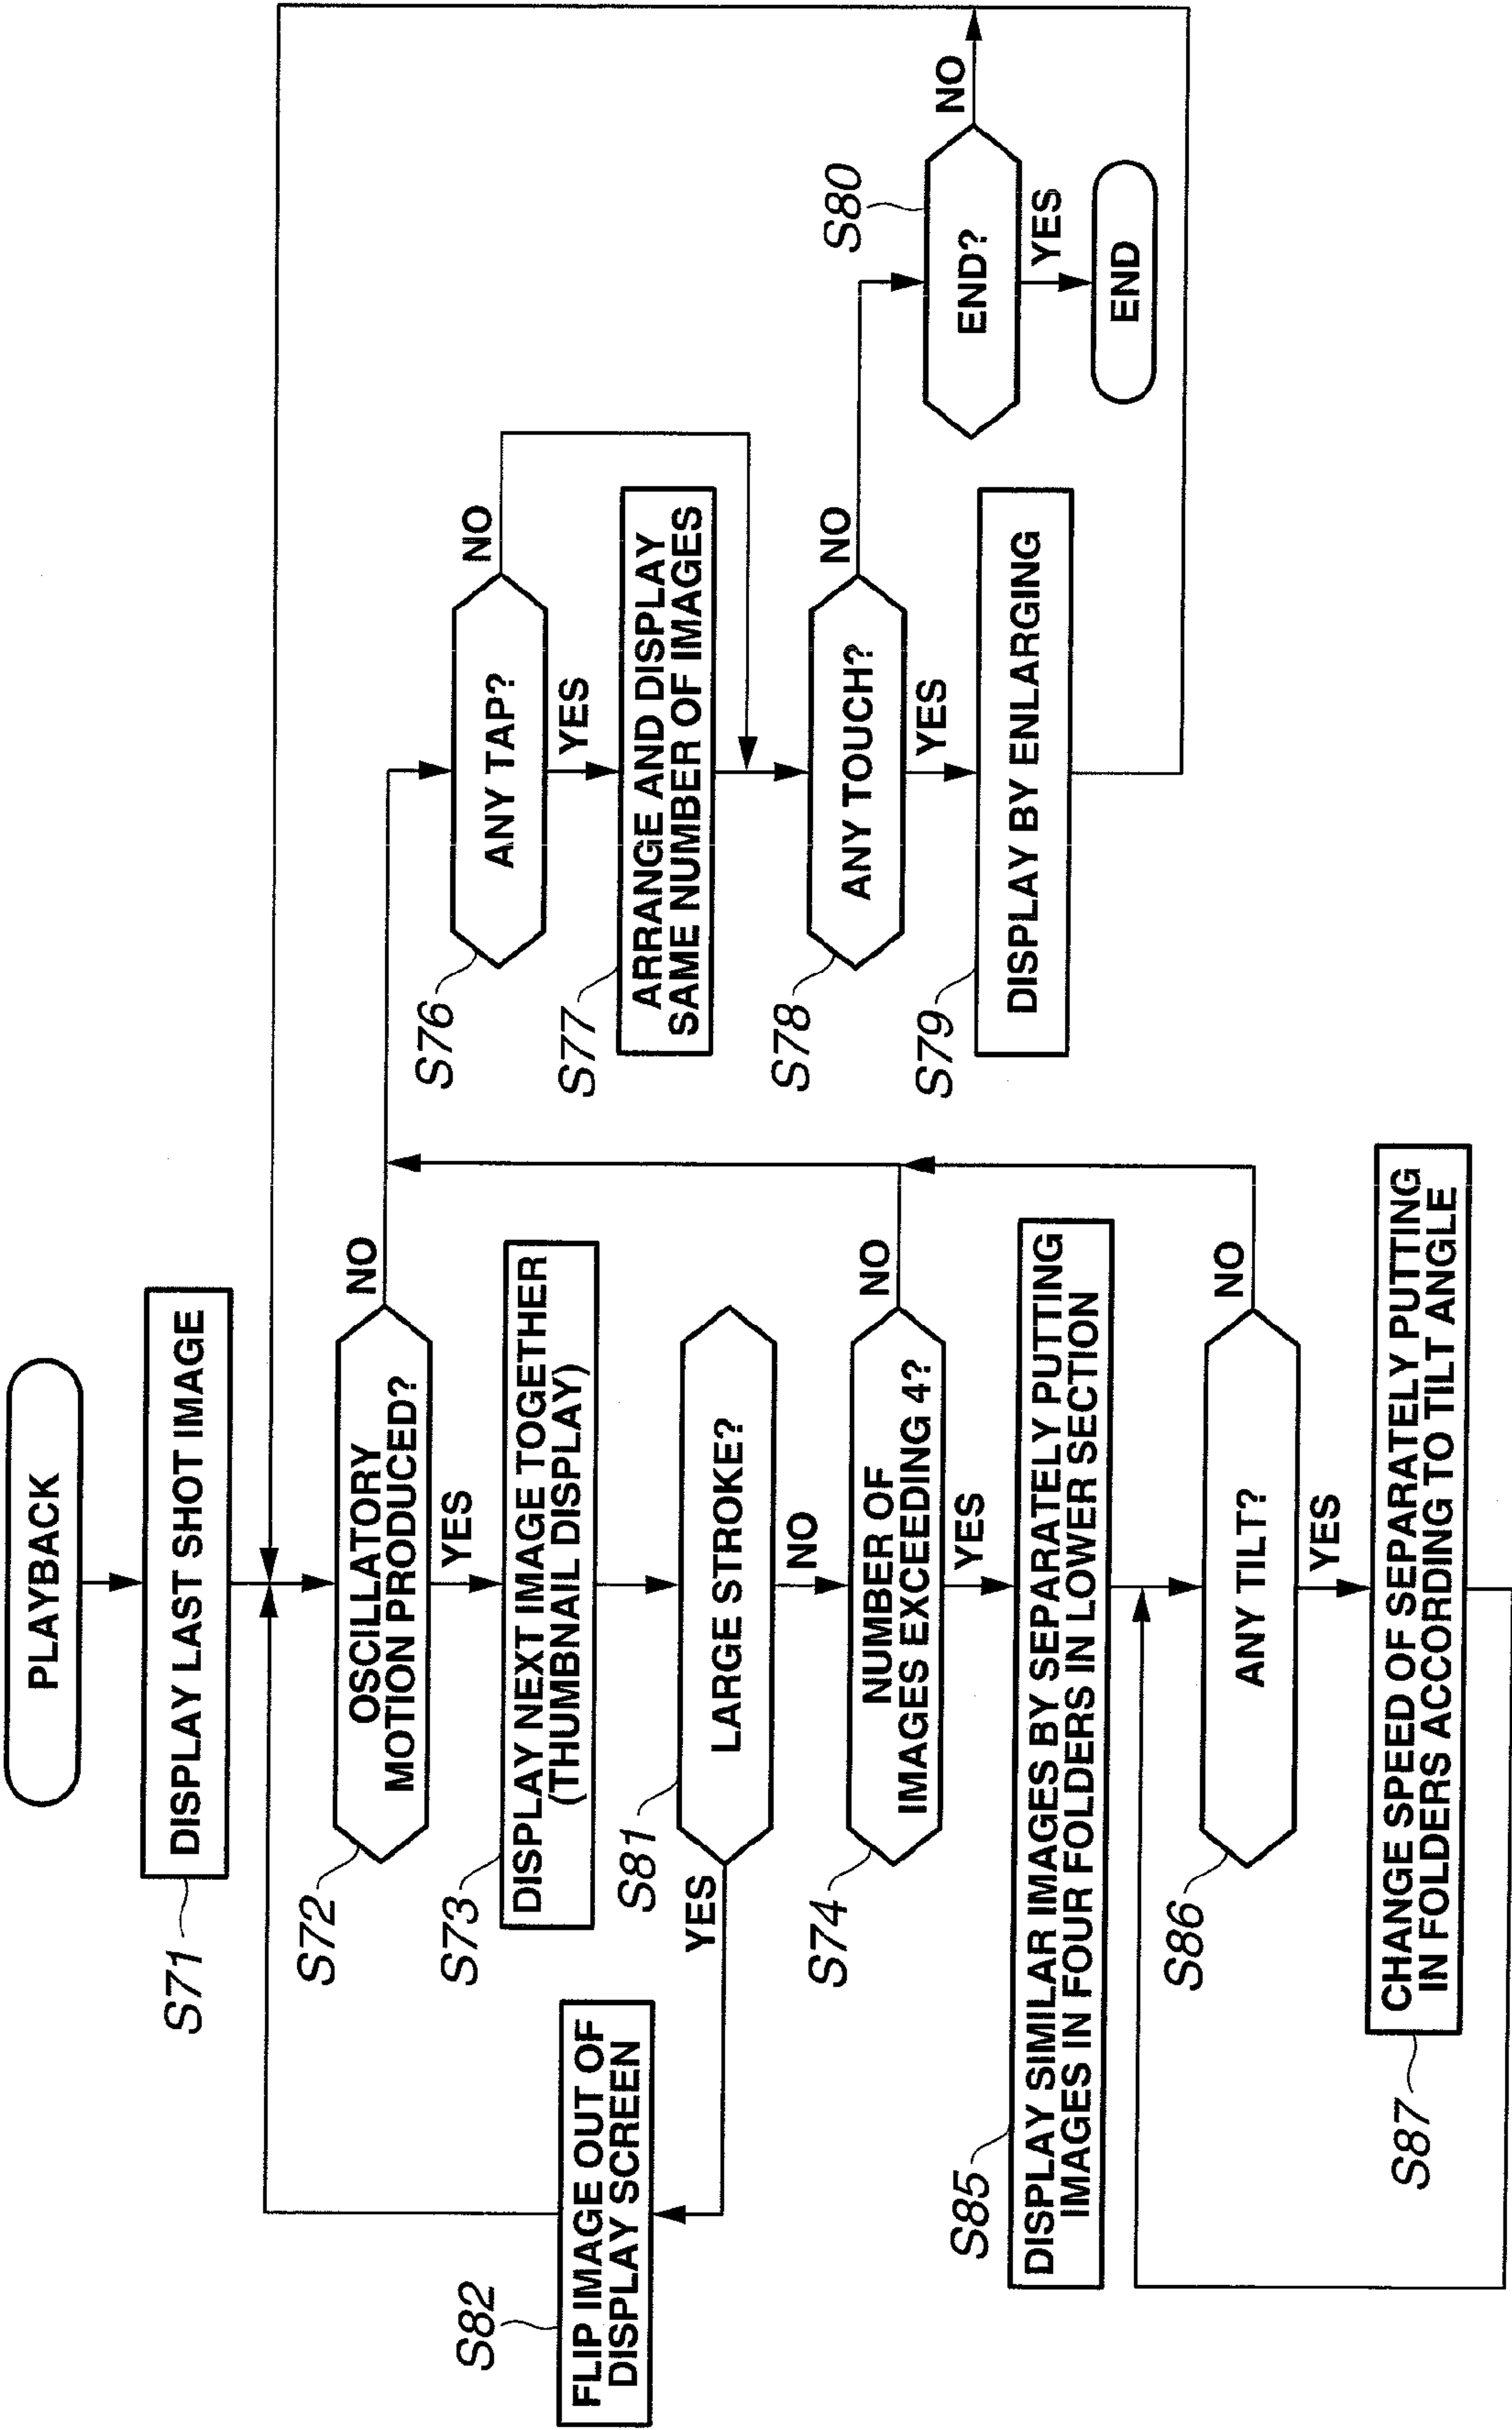 PLAYBACK
S71
DISPLAY LAST SHOT IMAGE
S72
OSCILLATORY
MOTION PRODUCED?
NO
YES
S73
DISPLAY NEXT IMAGE TOGETHER
(THUMBNAIL DISPLAY)
S81
LARGE STROKE?
YES
NO
S82
FLIP IMAGE OUT OF
DISPLAY SCREEN
S74
NUMBER OF
IMAGES EXCEEDING 4?
NO
YES
S85
DISPLAY SIMILAR IMAGES BY SEPARATELY PUTTING
IMAGES IN FOUR FOLDERS IN LOWER SECTION
S86
ANY TILT?
NO
YES
S87
CHANGE SPEED OF SEPARATELY PUTTING
IN FOLDERS ACCORDING TO TILT ANGLE
S76
ANY TAP?
NO
YES
S77
ARRANGE AND DISPLAY
SAME NUMBER OF IMAGES
S78
ANY TOUCH?
NO
YES
S79
DISPLAY BY ENLARGING
S80
END?
NO
YES
END